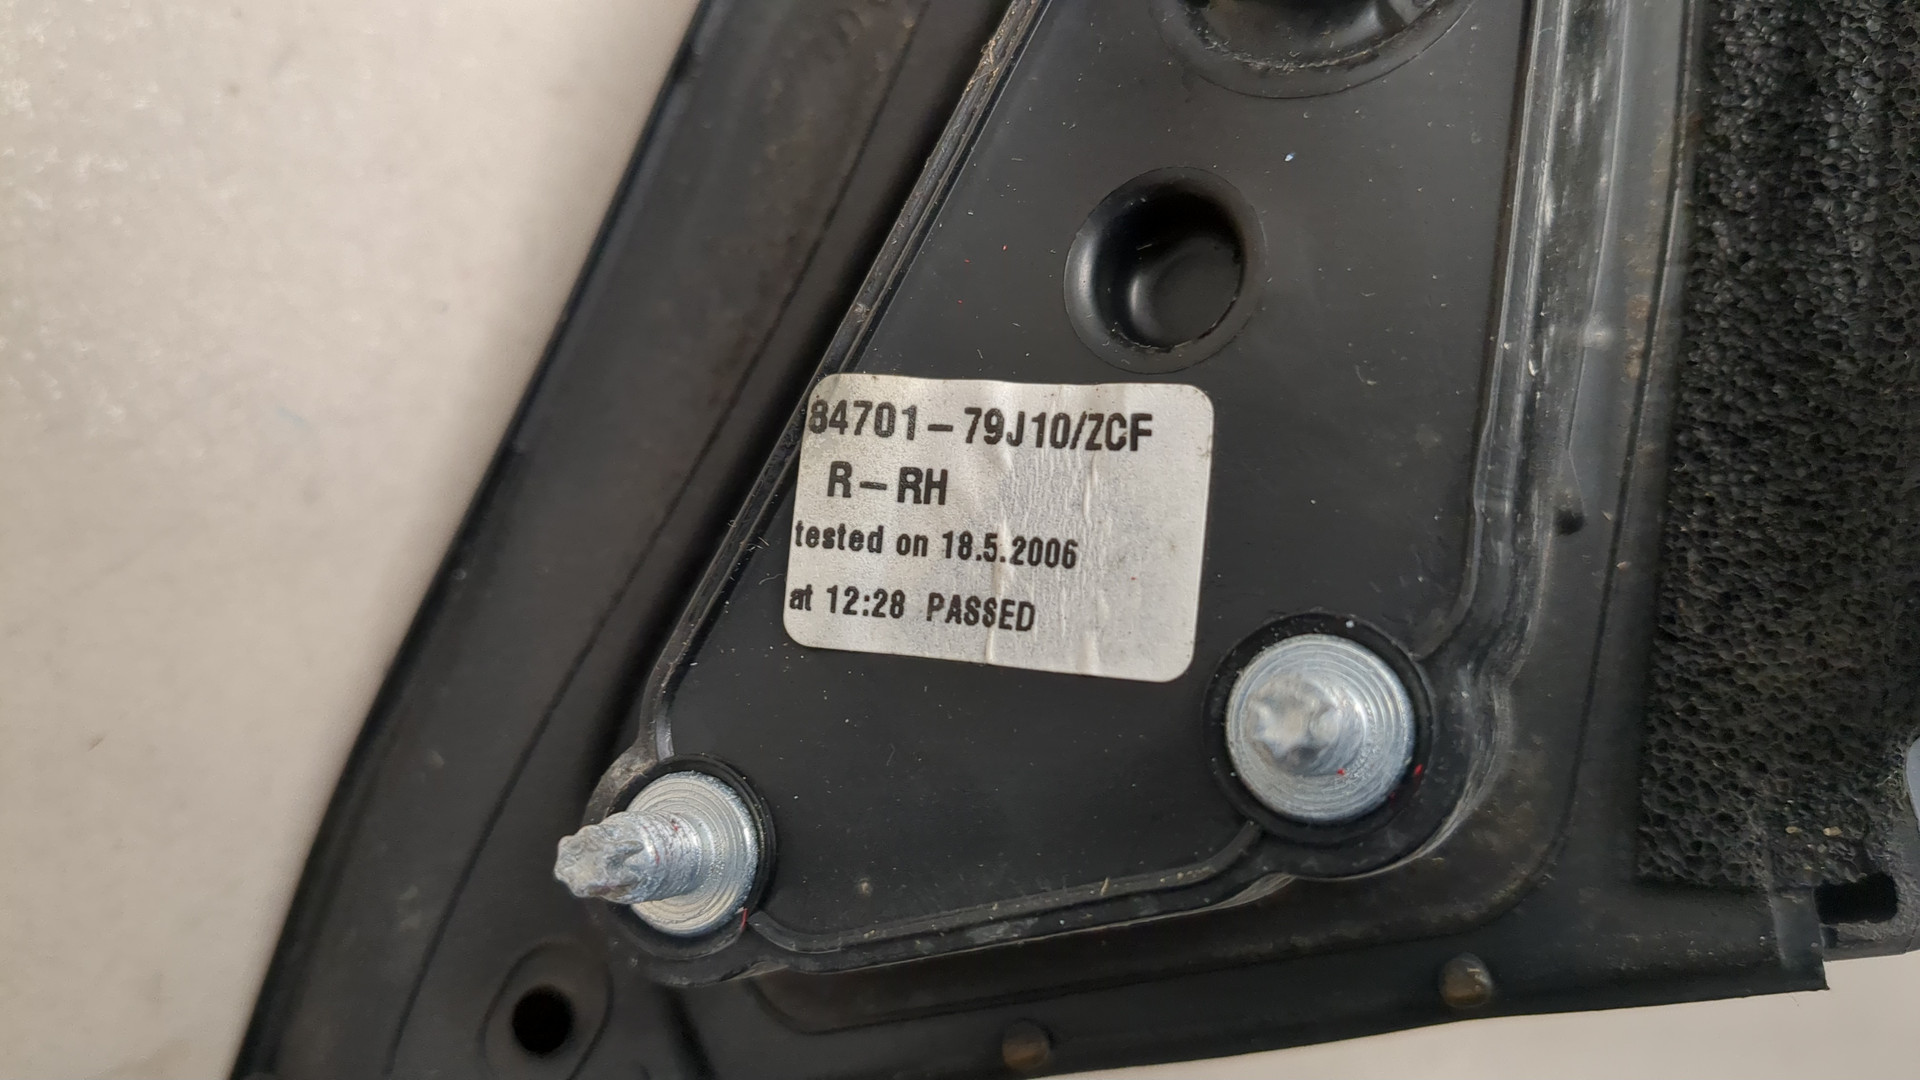 84701-79J10/ZCF
R-RH
tested on 18.5.2006
at 12:28 PASSED